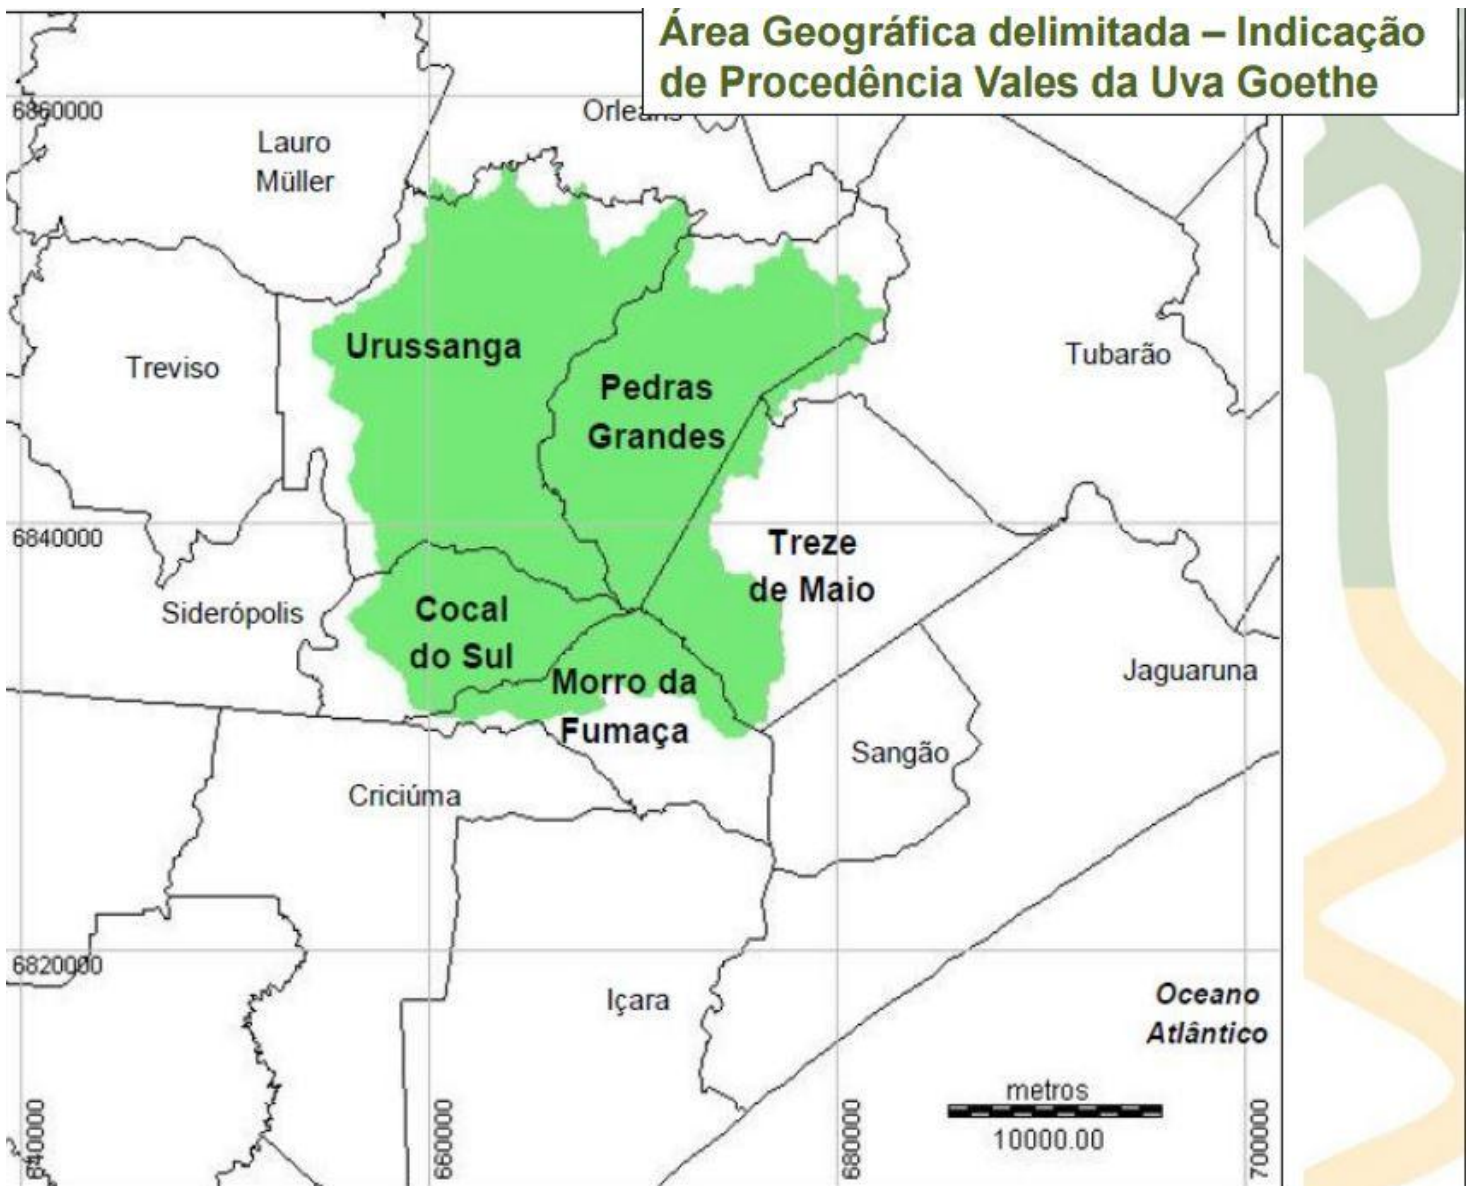 Área Geográfica delimitada – Indicação
de Procedência Vales da Uva Goethe
6860000
Orleans
Lauro
Müller
Urussanga
Treviso
Tubarão
Pedras
Grandes
6840000
Treze
de Maio
Cocal
do Sul
Siderópolis
Morro da
Fumaça
Jaguaruna
Sangão
Criciúma
6820000
Içara
Oceano
Atlântico
metros
10000.00
640000
660000
680000
700000